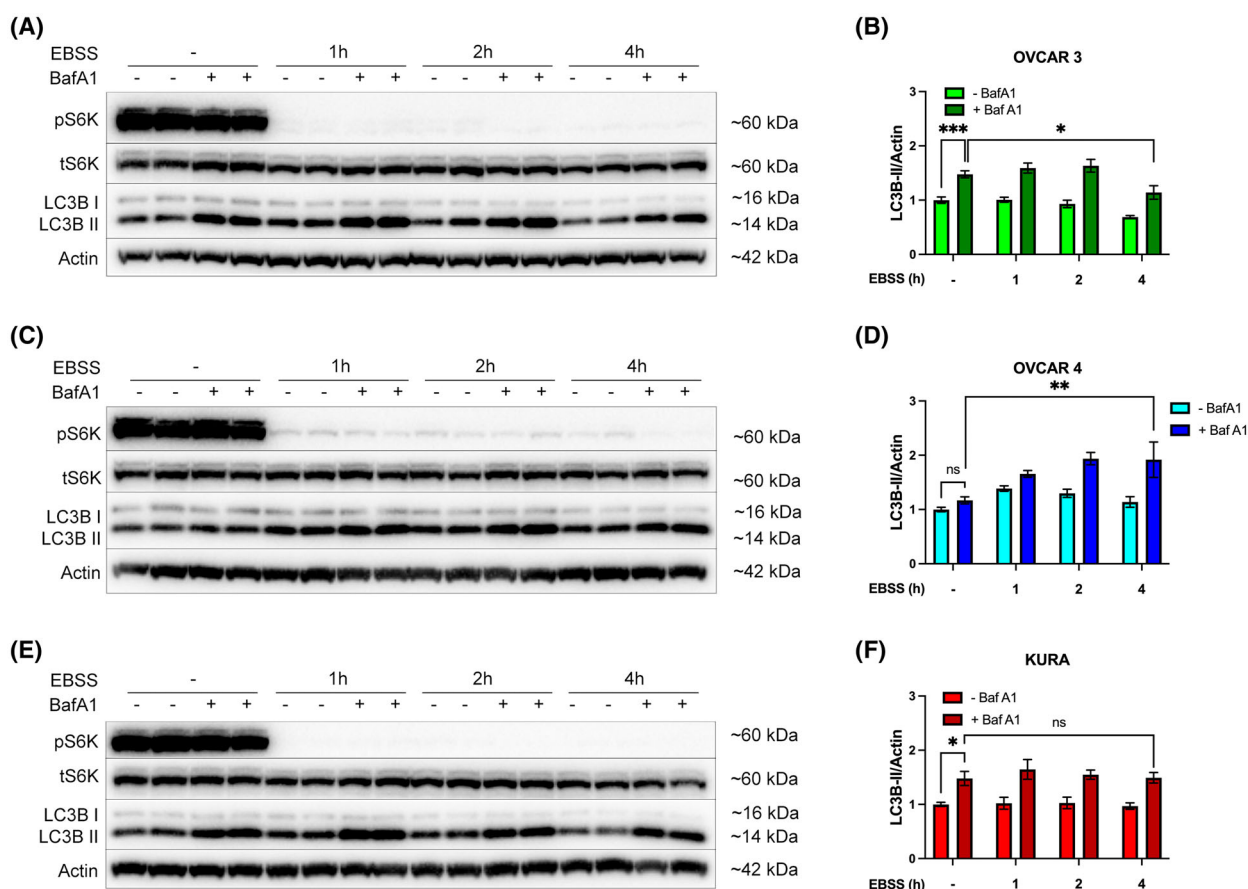 (A)
EBSS - 1h 2h 4h
BafA1 - - + + - - + + - - + + - - + +
pS6K ~60 kDa
tS6K ~60 kDa
LC3B I ~16 kDa
LC3B II ~14 kDa
Actin ~42 kDa
(B)
OVCAR 3
- BafA1
+ Baf A1
*** *
LC3B-II/Actin
3
2
1
0
EBSS (h) - 1 2 4
(C)
EBSS - 1h 2h 4h
BafA1 - - + + - - + + - - + + - - + +
pS6K ~60 kDa
tS6K ~60 kDa
LC3B I ~16 kDa
LC3B II ~14 kDa
Actin ~42 kDa
(D)
OVCAR 4
**
- BafA1
+ Baf A1
ns
LC3B-II/Actin
3
2
1
0
EBSS (h) - 1 2 4
(E)
EBSS - 1h 2h 4h
BafA1 - - + + - - + + - - + + - - + +
pS6K ~60 kDa
tS6K ~60 kDa
LC3B I ~16 kDa
LC3B II ~14 kDa
Actin ~42 kDa
(F)
KURA
- Baf A1
+ Baf A1
* ns
LC3B-II/Actin
3
2
1
0
EBSS (h) - 1 2 4